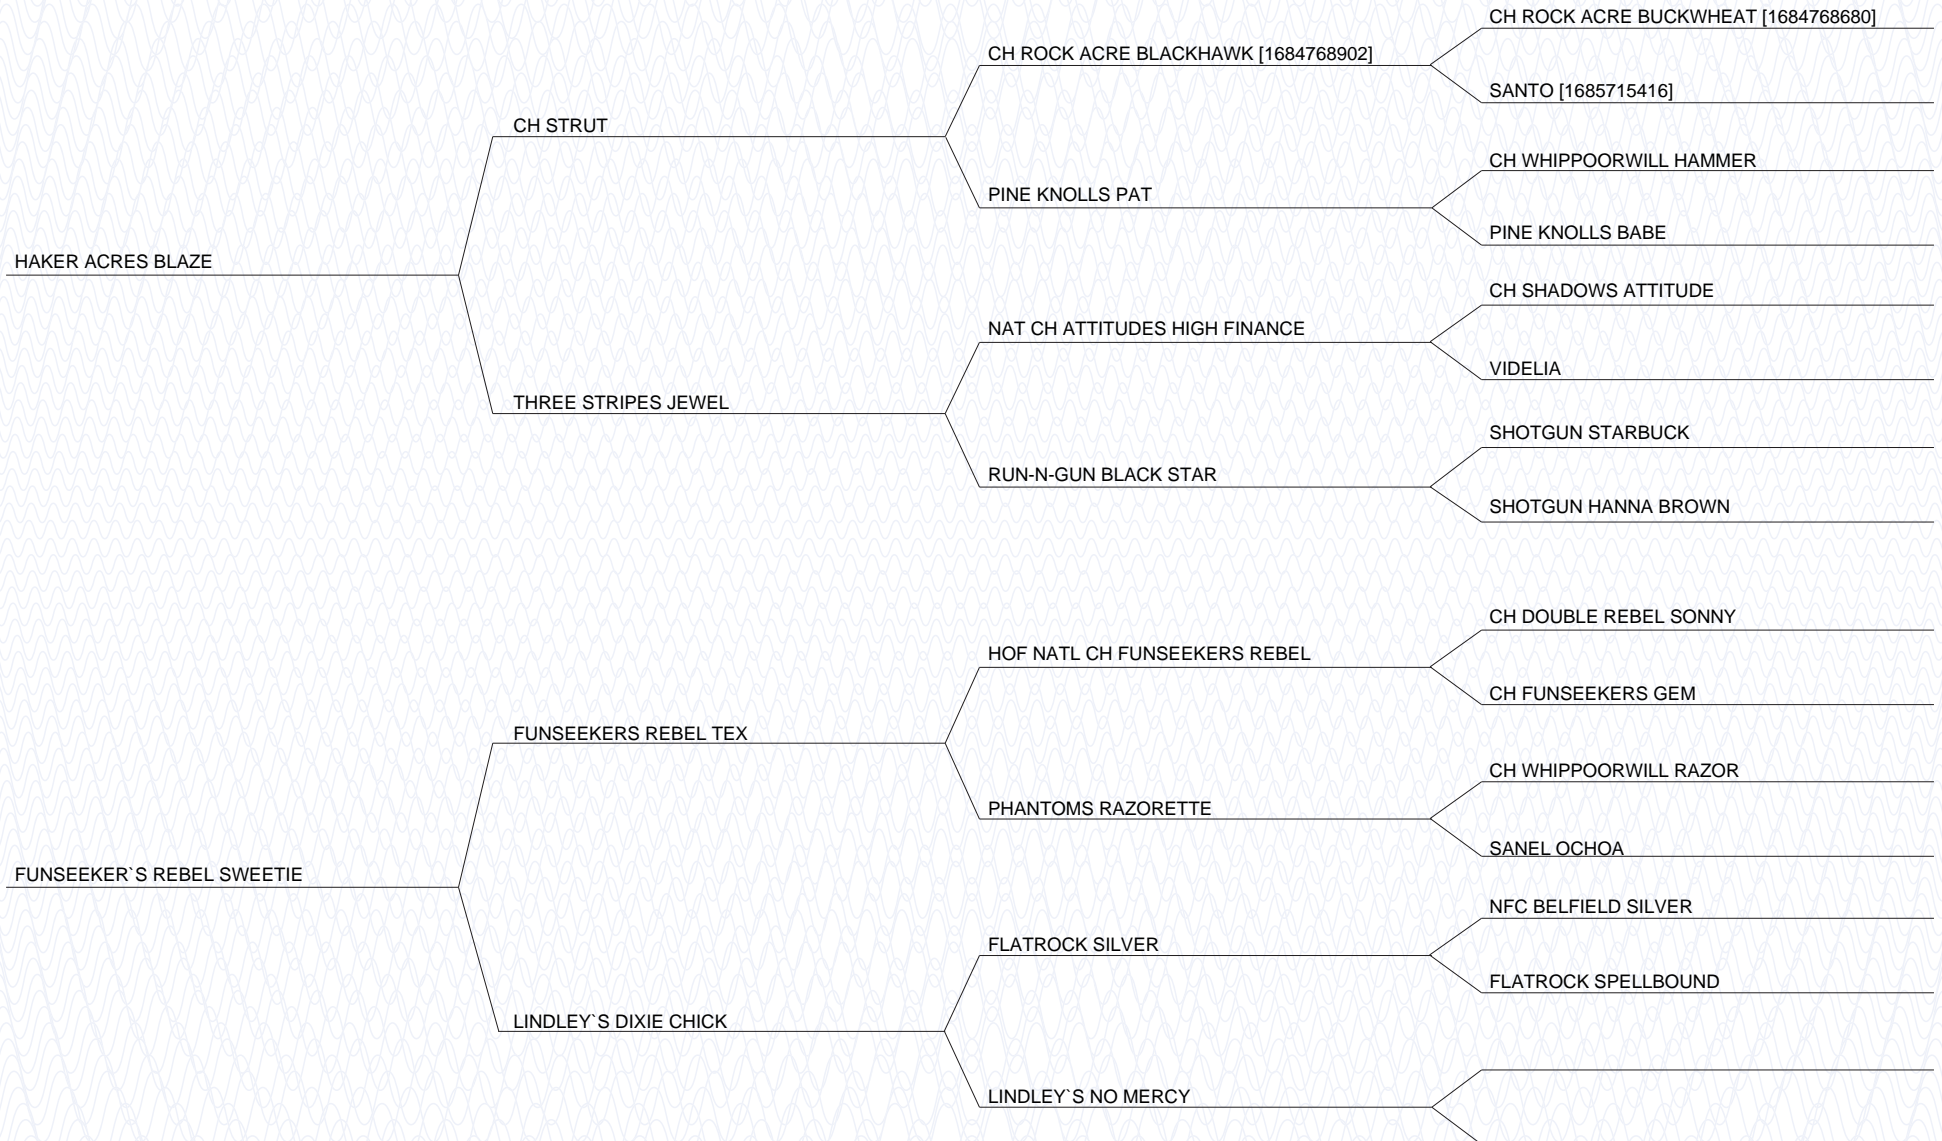 CH ROCK ACRE BUCKWHEAT [1684768680]
CH ROCK ACRE BLACKHAWK [1684768902]
SANTO [1685715416]
CH STRUT
CH WHIPPOORWILL HAMMER
PINE KNOLLS PAT
PINE KNOLLS BABE
HAKER ACRES BLAZE
CH SHADOWS ATTITUDE
NAT CH ATTITUDES HIGH FINANCE
VIDELIA
THREE STRIPES JEWEL
SHOTGUN STARBUCK
RUN-N-GUN BLACK STAR
SHOTGUN HANNA BROWN
CH DOUBLE REBEL SONNY
HOF NATL CH FUNSEEKERS REBEL
CH FUNSEEKERS GEM
FUNSEEKERS REBEL TEX
CH WHIPPOORWILL RAZOR
PHANTOMS RAZORETTE
SANEL OCHOA
FUNSEEKER`S REBEL SWEETIE
NFC BELFIELD SILVER
FLATROCK SILVER
FLATROCK SPELLBOUND
LINDLEY`S DIXIE CHICK
LINDLEY`S NO MERCY